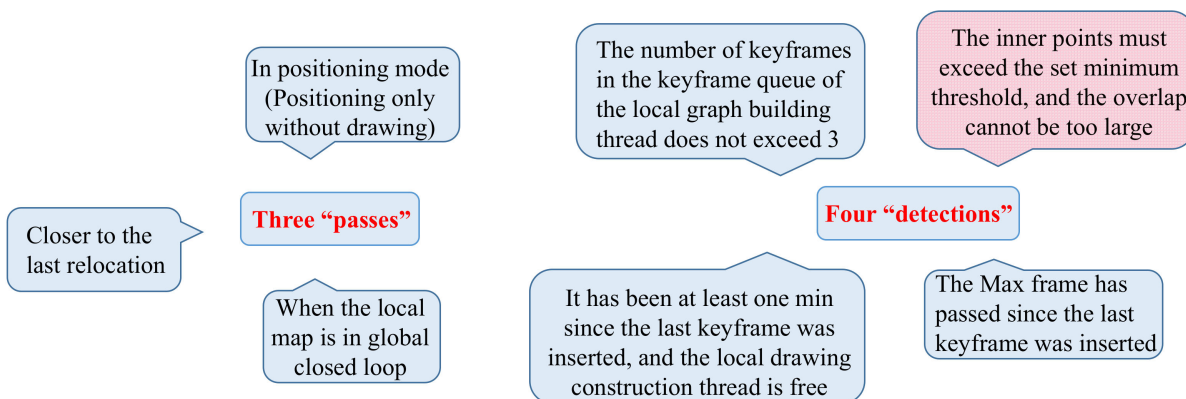 In positioning mode
(Positioning only
without drawing)
Three “passes”
Closer to the
last relocation
When the local
map is in global
closed loop
The number of keyframes
in the keyframe queue of
the local graph building
thread does not exceed 3
The inner points must
exceed the set minimum
threshold, and the overlap
cannot be too large
Four “detections”
It has been at least one min
since the last keyframe was
inserted, and the local drawing
construction thread is free
The Max frame has
passed since the last
keyframe was inserted